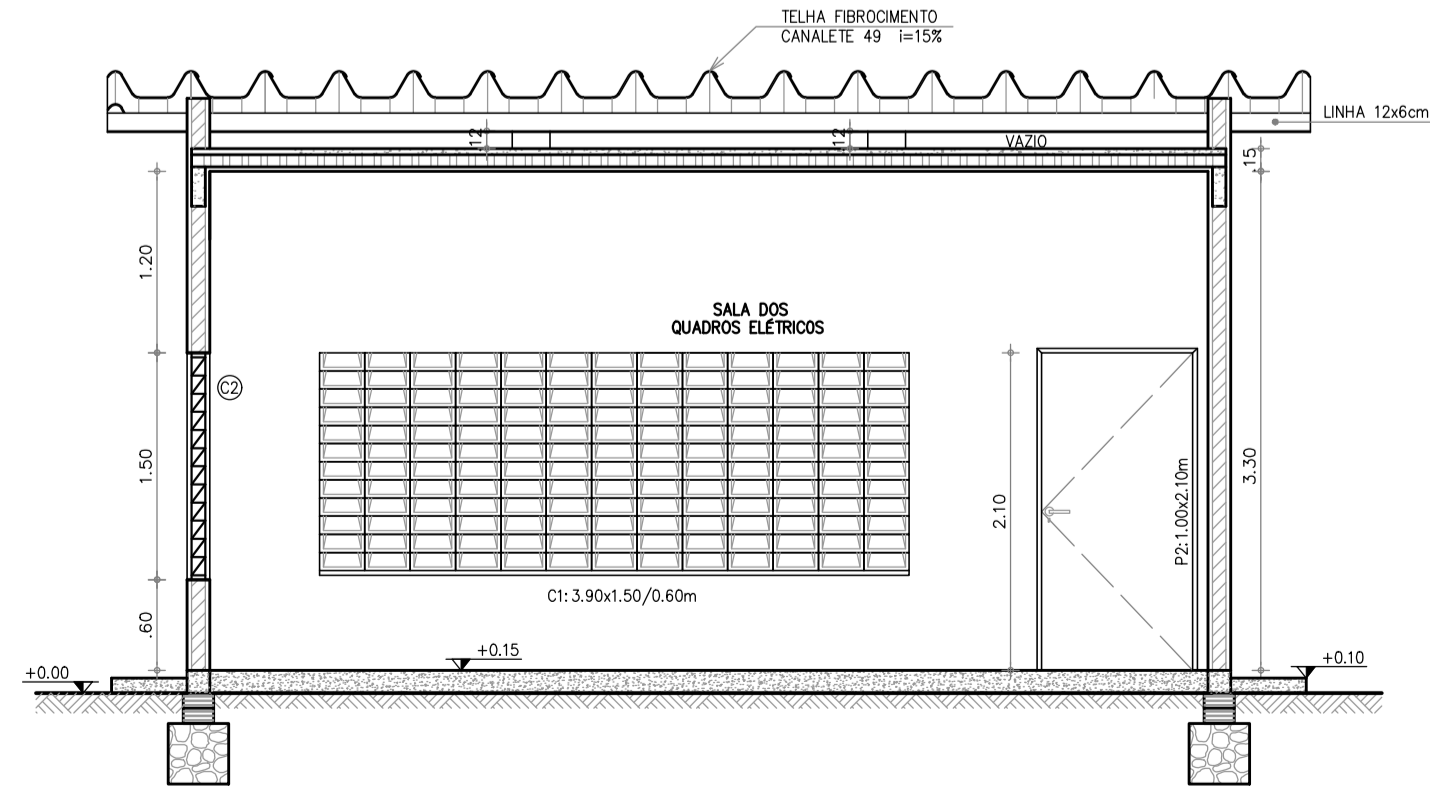 TELHA FIBROCIMENTO
CANALETE 49 i=15%
LINHA 12x6cm
.12
.12
VAZIO
.15
1.20
SALA DOS
QUADROS ELÉTRICOS
C2
1.50
2.10
P2:1.00x2.10m
3.30
C1:3.90x1.50/0.60m
.60
+0.15
+0.00
+0.10